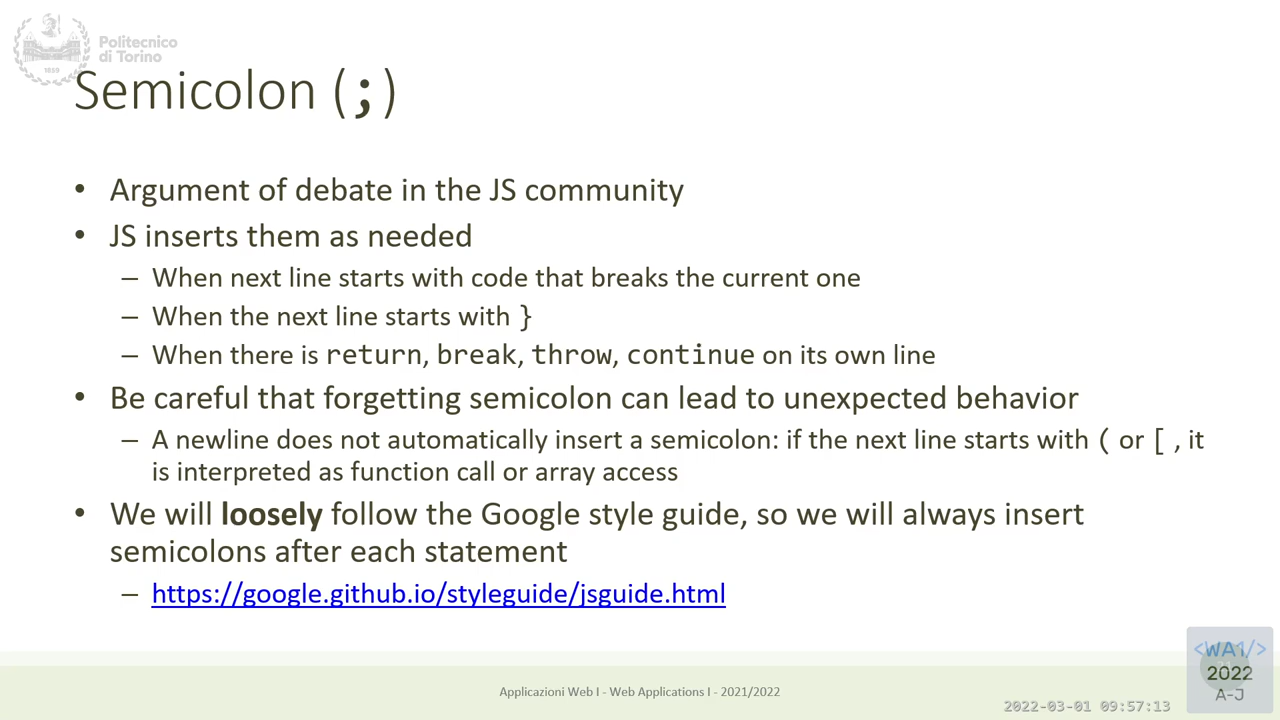 Politecnico
di Torino
1859
Semicolon (;)
• Argument of debate in the JS community
• JS inserts them as needed
– When next line starts with code that breaks the current one
– When the next line starts with }
– When there is return, break, throw, continue on its own line
• Be careful that forgetting semicolon can lead to unexpected behavior
– A newline does not automatically insert a semicolon: if the next line starts with ( or [ , it
is interpreted as function call or array access
• We will loosely follow the Google style guide, so we will always insert
semicolons after each statement
– https://google.github.io/styleguide/jsguide.html
Applicazioni Web I - Web Applications I - 2021/2022
2022-03-01 09:57:13
<WA1/>
2022
A-J